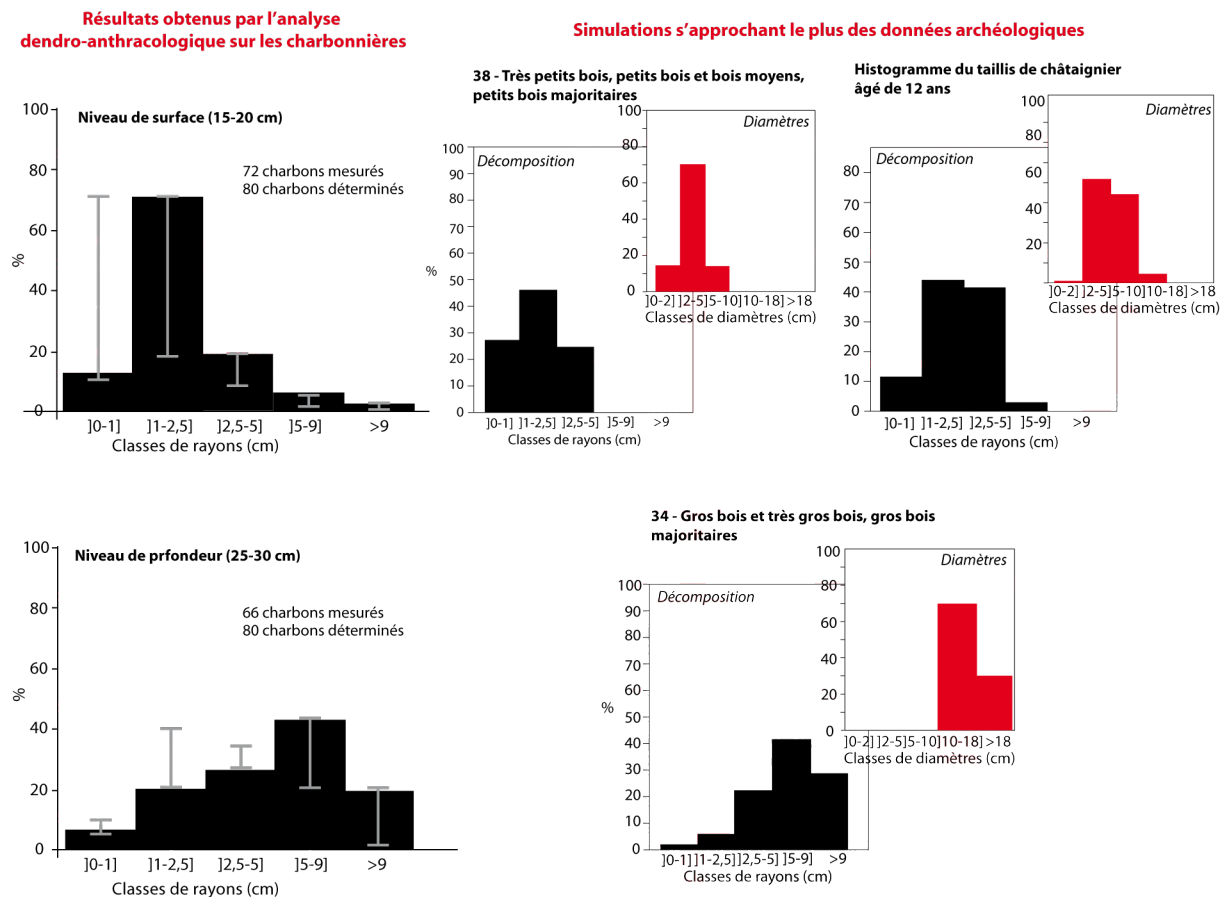 Résultats obtenus par l'analyse
dendro-anthracologique sur les charbonnières
Simulations s'approchant le plus des données archéologiques
Niveau de surface (15-20 cm)
72 charbons mesurés
80 charbons déterminés
100
80
60
40
20
0
%
]0-1] ]1-2,5] ]2,5-5] ]5-9] >9
Classes de rayons (cm)
38 - Très petits bois, petits bois et bois moyens,
petits bois majoritaires
Décomposition
100
90
80
70
60
50
40
30
20
10
0
%
]0-1] ]1-2,5] ]2,5-5] ]5-9] >9
Classes de rayons (cm)
Diamètres
100
80
60
40
20
0
]0-2] ]2-5]]5-10]]10-18]>18
Classes de diamètres (cm)
Histogramme du taillis de châtaignier
âgé de 12 ans
Décomposition
80
60
50
40
40
10
0
]0-1] ]1-2,5] ]2,5-5] ]5-9] >9
Classes de rayons (cm)
Diamètres
100
80
80
60
40
20
0
]0-2] ]2-5]]5-10]]10-18]>18
Classes de diamètres (cm)
Niveau de prfondeur (25-30 cm)
66 charbons mesurés
80 charbons déterminés
100
80
60
40
20
0
%
]0-1] ]1-2,5] ]2,5-5] ]5-9] >9
Classes de rayons (cm)
34 - Gros bois et très gros bois, gros bois
majoritaires
Décomposition
100
90
80
70
60
50
40
30
20
10
0
%
]0-1] ]1-2,5]]2,5-5] ]5-9] >9
Classes de rayons (cm)
Diamètres
100
80
60
40
20
0
]0-2] ]2-5]]5-10]]10-18] >18
Classes de diamètres (cm)